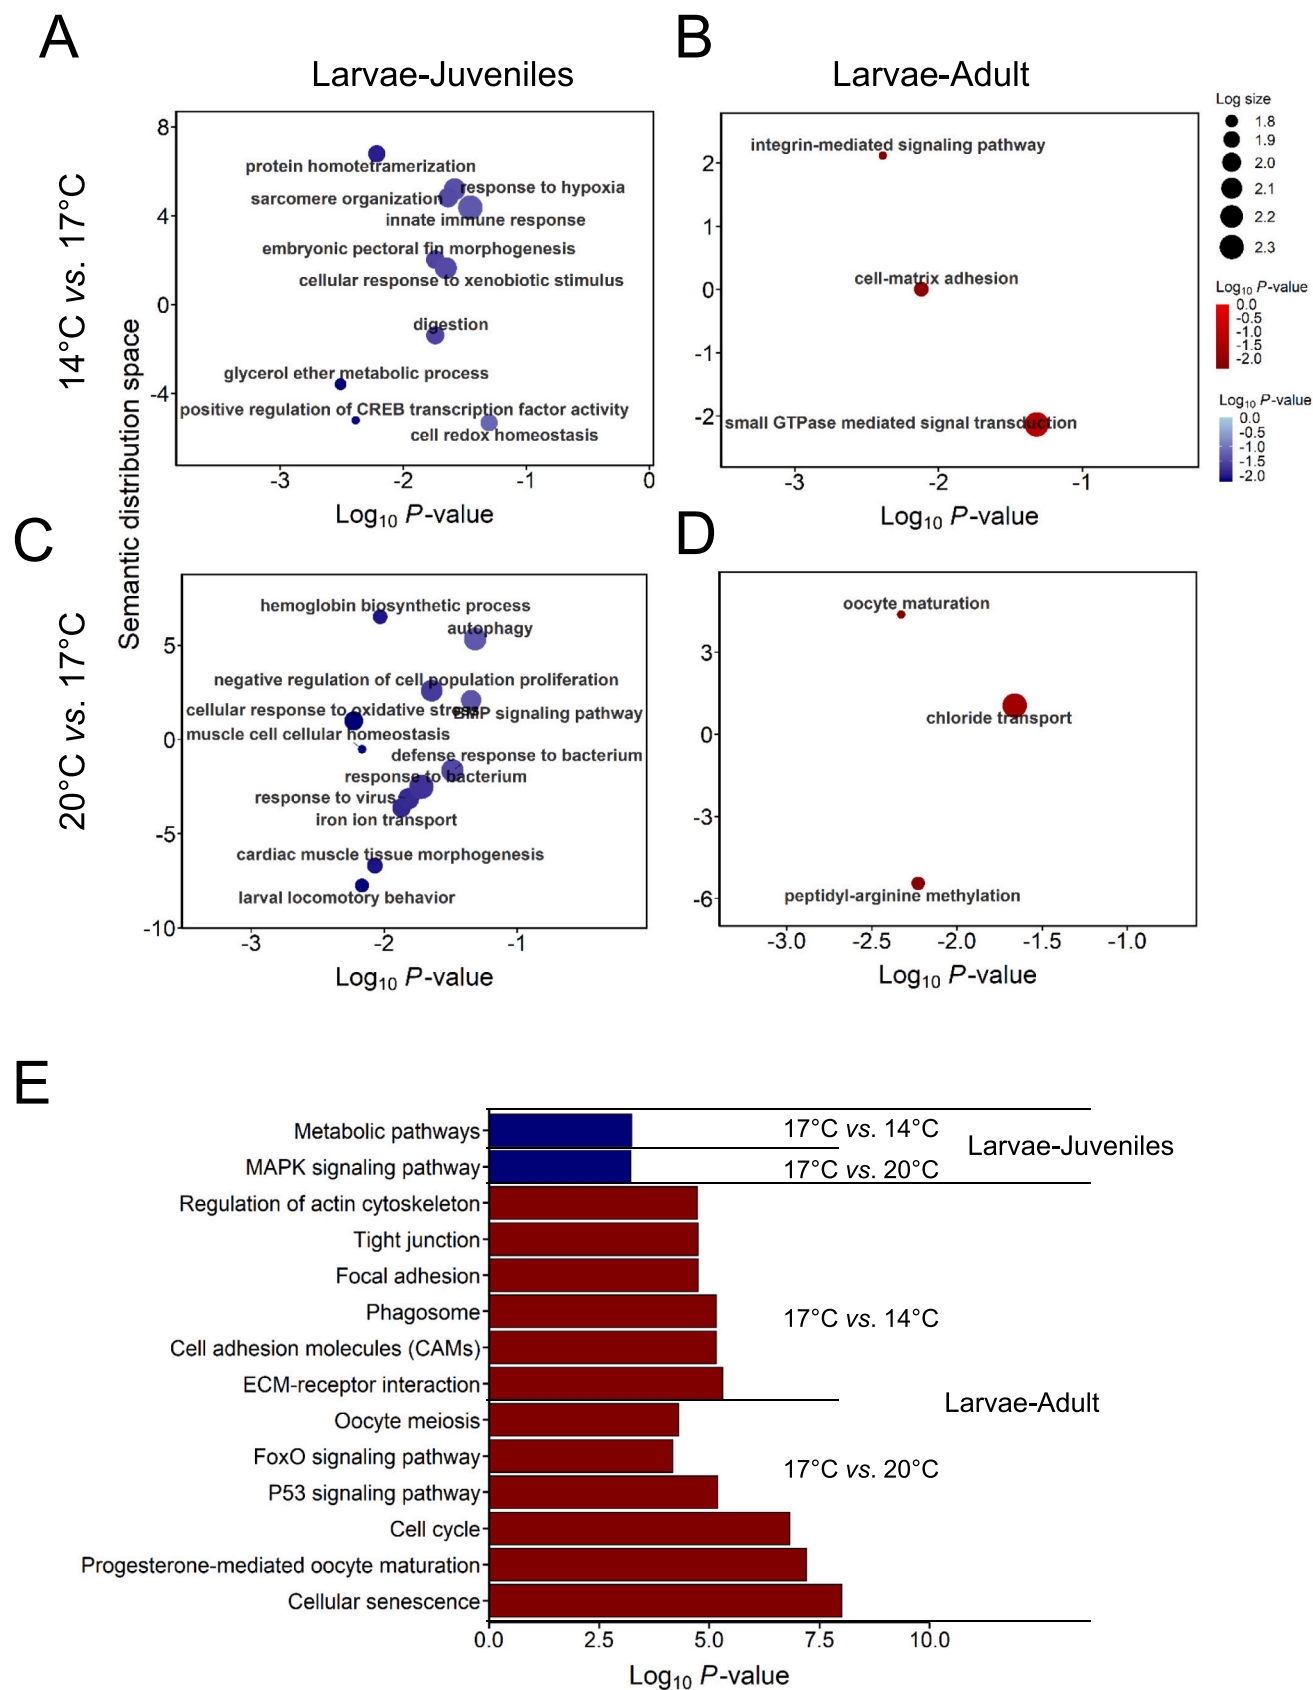 A
B
Larvae-Juveniles
Larvae-Adult
14°C vs. 17°C
Semantic distribution space
8
4
0
-4
protein homotetramerization
response to hypoxia
sarcomere organization
innate immune response
embryonic pectoral fin morphogenesis
cellular response to xenobiotic stimulus
digestion
glycerol ether metabolic process
positive regulation of CREB transcription factor activity
cell redox homeostasis
-3 -2 -1 0
Log10 P-value
2
1
0
-1
-2
integrin-mediated signaling pathway
cell-matrix adhesion
small GTPase mediated signal transduction
-3 -2 -1
Log10 P-value
Log size
1.8
1.9
2.0
2.1
2.2
2.3
Log10 P-value
0.0
-0.5
-1.0
-1.5
-2.0
Log10 P-value
0.0
-0.5
-1.0
-1.5
-2.0
C
D
20°C vs. 17°C
5
0
-5
-10
hemoglobin biosynthetic process
autophagy
negative regulation of cell population proliferation
cellular response to oxidative stress
BMP signaling pathway
muscle cell cellular homeostasis
defense response to bacterium
response to bacterium
response to virus
iron ion transport
cardiac muscle tissue morphogenesis
larval locomotory behavior
-3 -2 -1
Log10 P-value
3
0
-3
-6
oocyte maturation
chloride transport
peptidyl-arginine methylation
-3.0 -2.5 -2.0 -1.5 -1.0
Log10 P-value
E
Metabolic pathways
17°C vs. 14°C
Larvae-Juveniles
MAPK signaling pathway
17°C vs. 20°C
Regulation of actin cytoskeleton
Tight junction
Focal adhesion
Phagosome
17°C vs. 14°C
Cell adhesion molecules (CAMs)
ECM-receptor interaction
Larvae-Adult
Oocyte meiosis
FoxO signaling pathway
17°C vs. 20°C
P53 signaling pathway
Cell cycle
Progesterone-mediated oocyte maturation
Cellular senescence
0.0 2.5 5.0 7.5 10.0
Log10 P-value